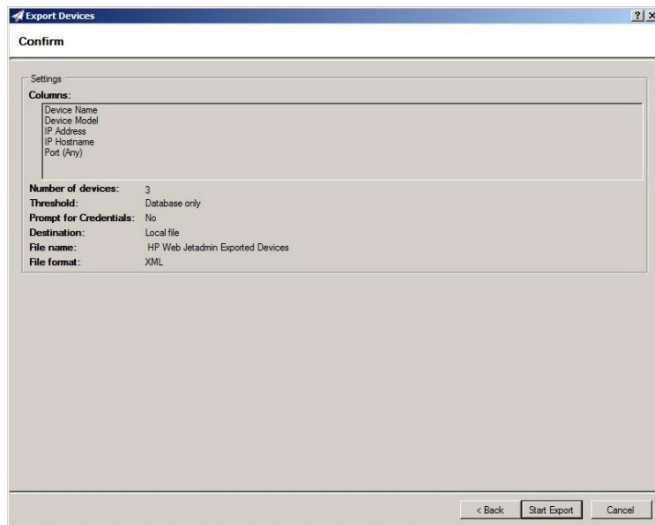 Export Devices
Confirm
Settings
Columns:
Device Name
Device Model
IP Address
IP Hostname
Port (Any)
Number of devices: 3
Threshold: Database only
Prompt for Credentials: No
Destination: Local file
File name: HP Web Jetadmin Exported Devices
File format: XML
< Back Start Export Cancel